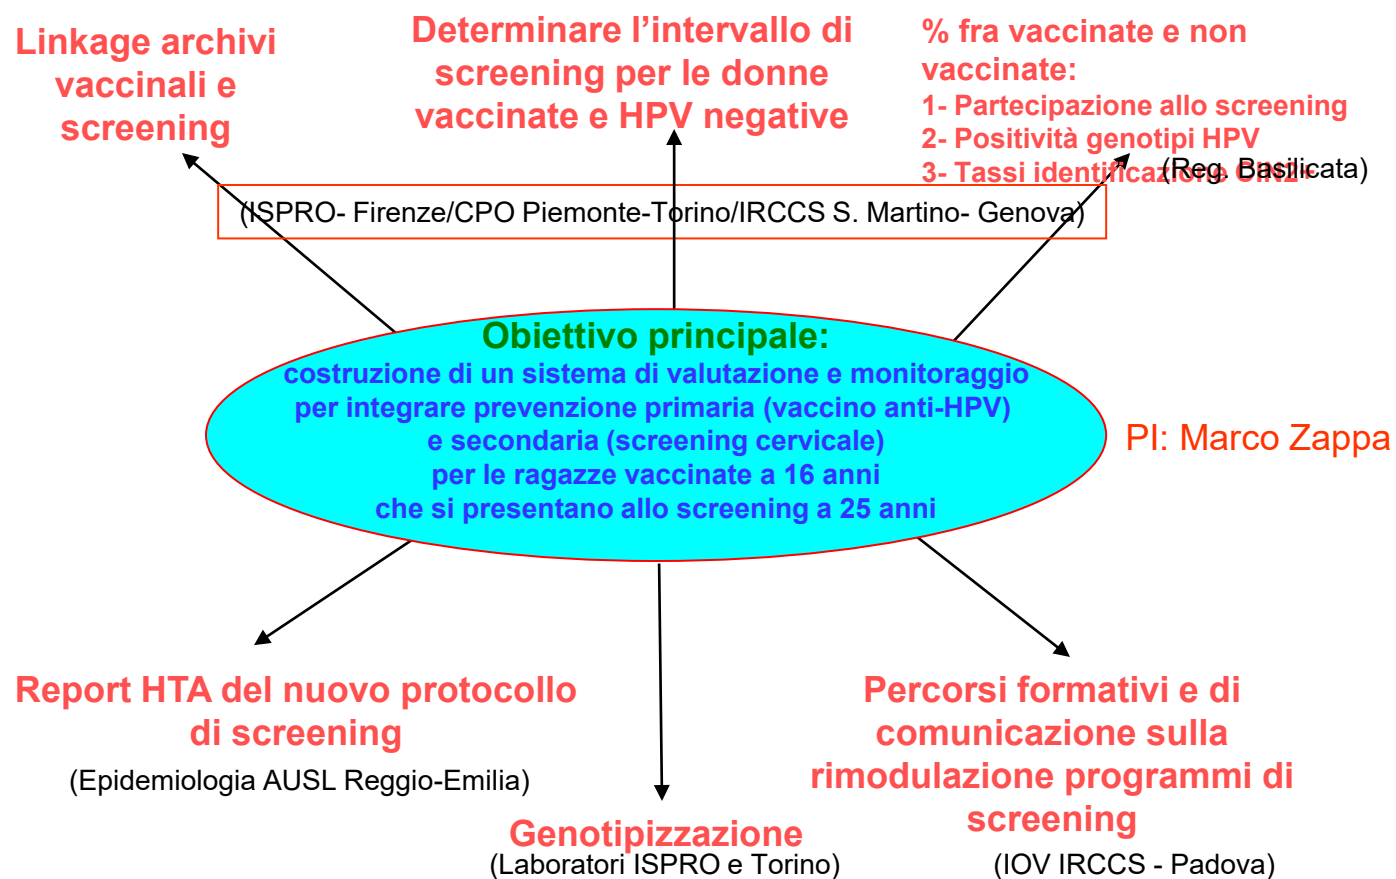 Linkage archivi
vaccinali e
screening
Determinare l’intervallo di
screening per le donne
vaccinate e HPV negative
% fra vaccinate e non
vaccinate:
1- Partecipazione allo screening
2- Positività genotipi HPV
3- Tassi identificazione CIN2+
(Reg. Basilicata)
(ISPRO- Firenze/CPO Piemonte-Torino/IRCCS S. Martino- Genova)
Obiettivo principale:
costruzione di un sistema di valutazione e monitoraggio
per integrare prevenzione primaria (vaccino anti-HPV)
e secondaria (screening cervicale)
per le ragazze vaccinate a 16 anni
che si presentano allo screening a 25 anni
PI: Marco Zappa
Report HTA del nuovo protocollo
di screening
(Epidemiologia AUSL Reggio-Emilia)
Genotipizzazione
(Laboratori ISPRO e Torino)
Percorsi formativi e di
comunicazione sulla
rimodulazione programmi di
screening
(IOV IRCCS - Padova)